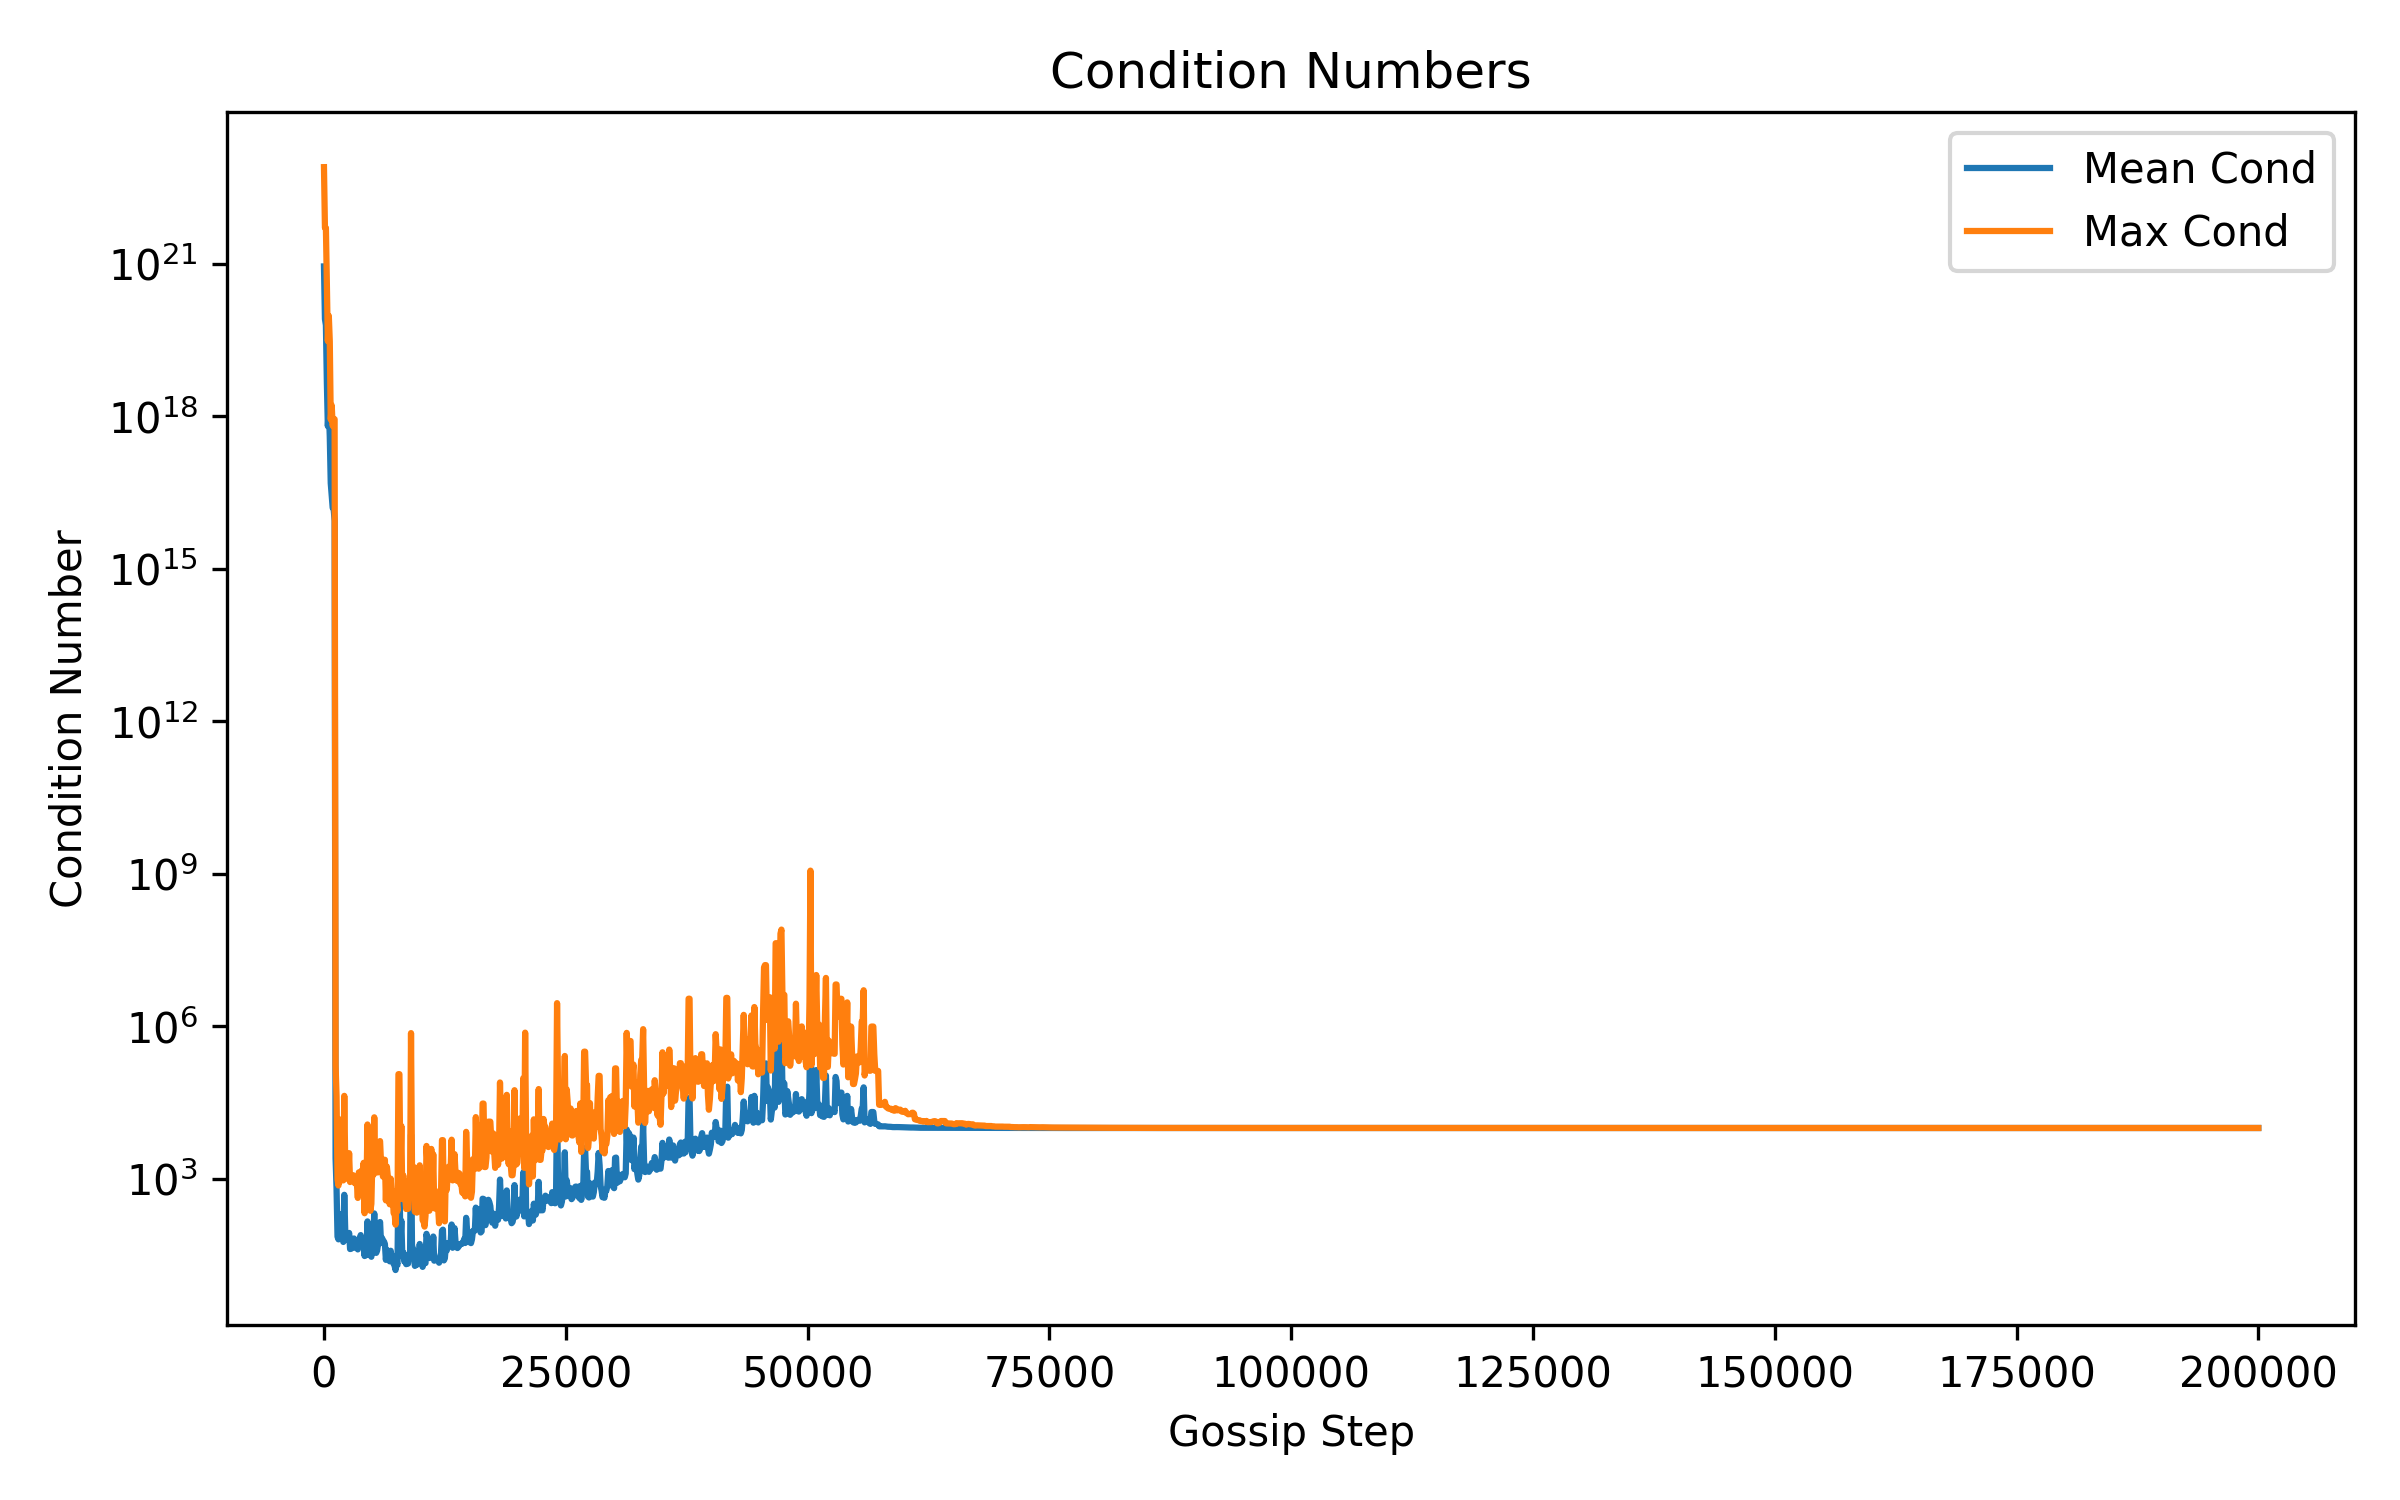 Condition Numbers
Mean Cond
Max Cond
Condition Number
10²¹
10¹⁸
10¹⁵
10¹²
10⁹
10⁶
10³
0 25000 50000 75000 100000 125000 150000 175000 200000
Gossip Step